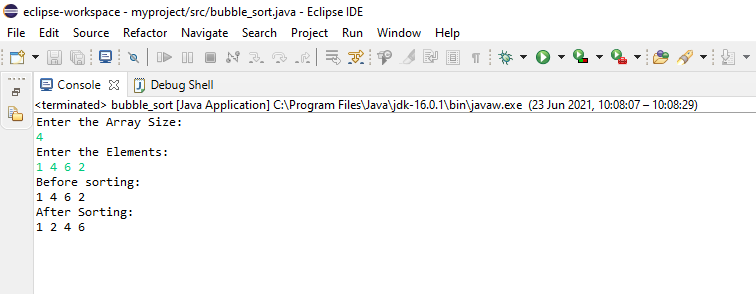 eclipse-workspace - myproject/src/bubble_sort.java - Eclipse IDE
File Edit Source Refactor Navigate Search Project Run Window Help
Console Debug Shell
<terminated> bubble_sort [Java Application] C:\Program Files\Java\jdk-16.0.1\bin\javaw.exe (23 Jun 2021, 10:08:07 – 10:08:29)
Enter the Array Size:
4
Enter the Elements:
1 4 6 2
Before sorting:
1 4 6 2
After Sorting:
1 2 4 6